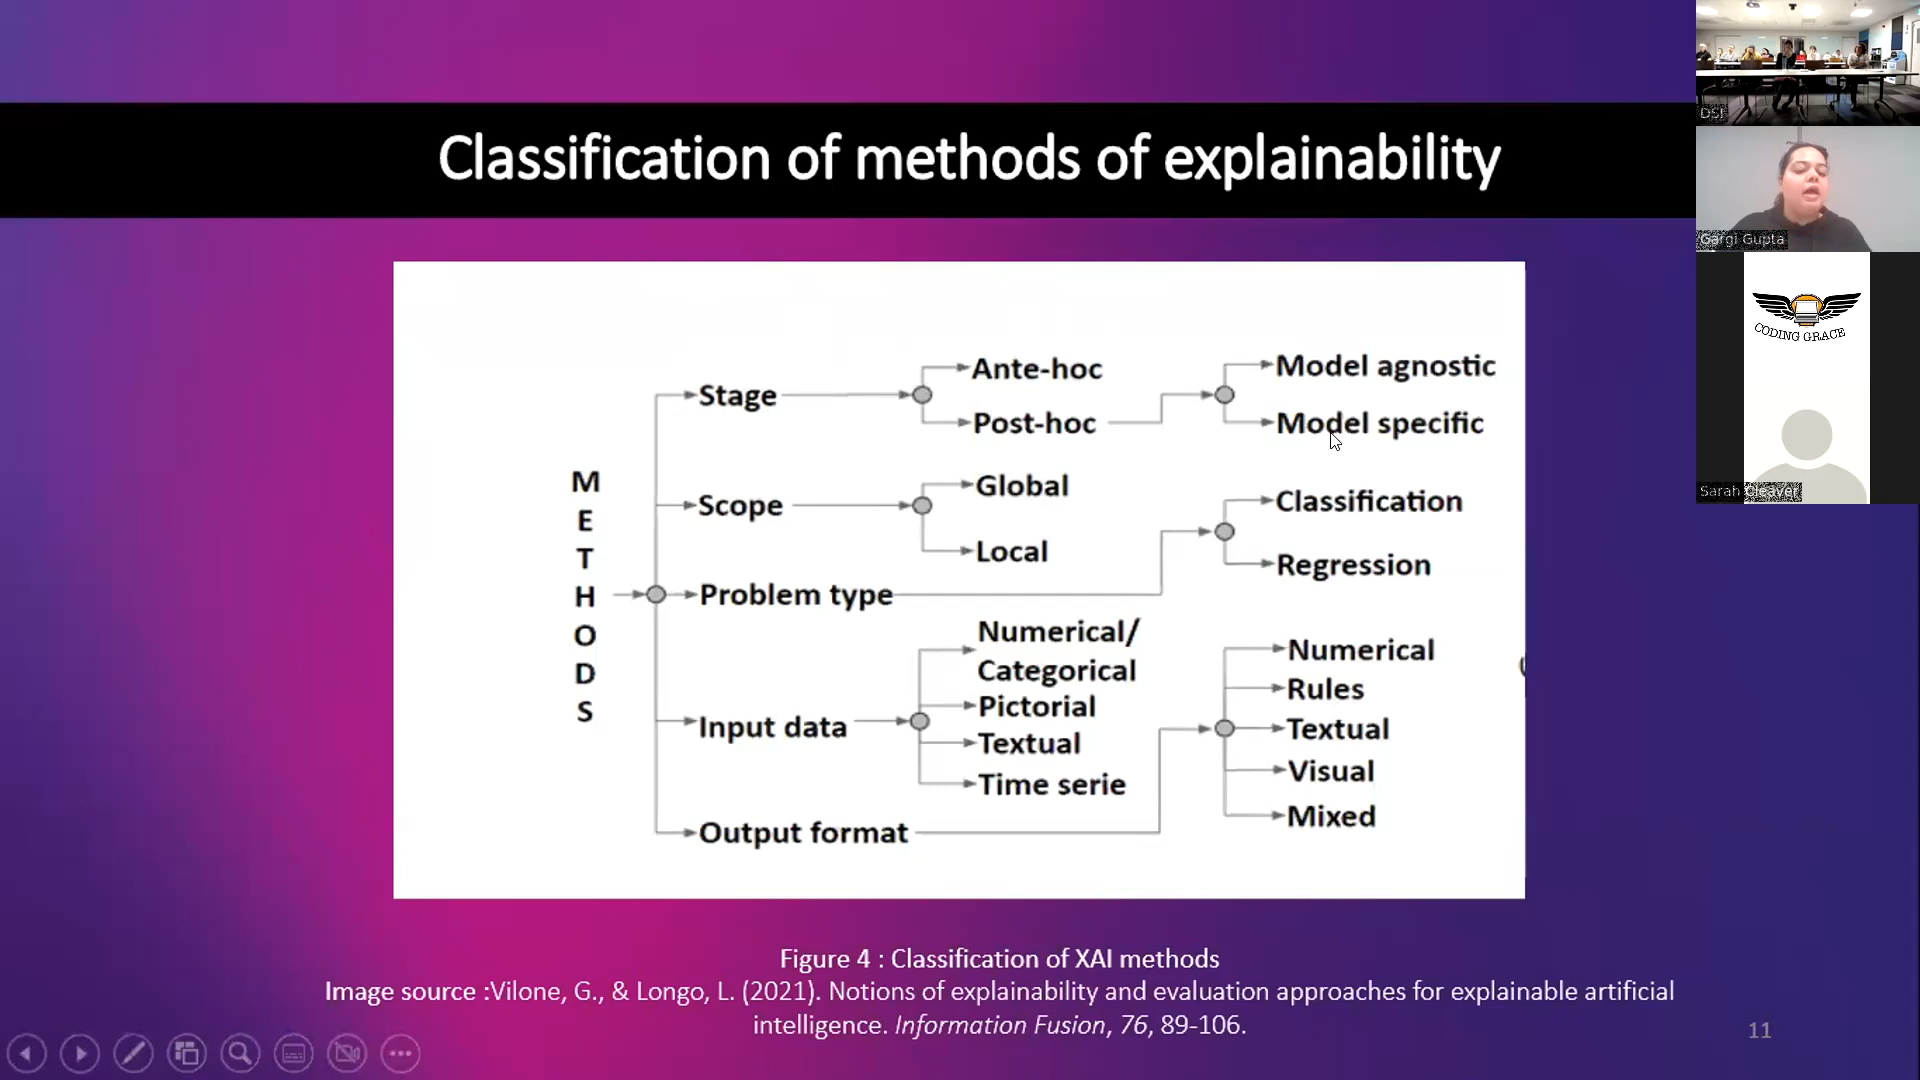 Classification of methods of explainability
METHODS
Stage
Ante-hoc
Post-hoc
Model agnostic
Model specific
Scope
Global
Local
Problem type
Classification
Regression
Input data
Numerical/
Categorical
Pictorial
Textual
Time serie
Output format
Numerical
Rules
Textual
Visual
Mixed
Figure 4 : Classification of XAI methods
Image source :Vilone, G., & Longo, L. (2021). Notions of explainability and evaluation approaches for explainable artificial
intelligence. Information Fusion, 76, 89-106.
11
DSI
Gargi Gupta
CODING GRACE
Sarah Cleaver